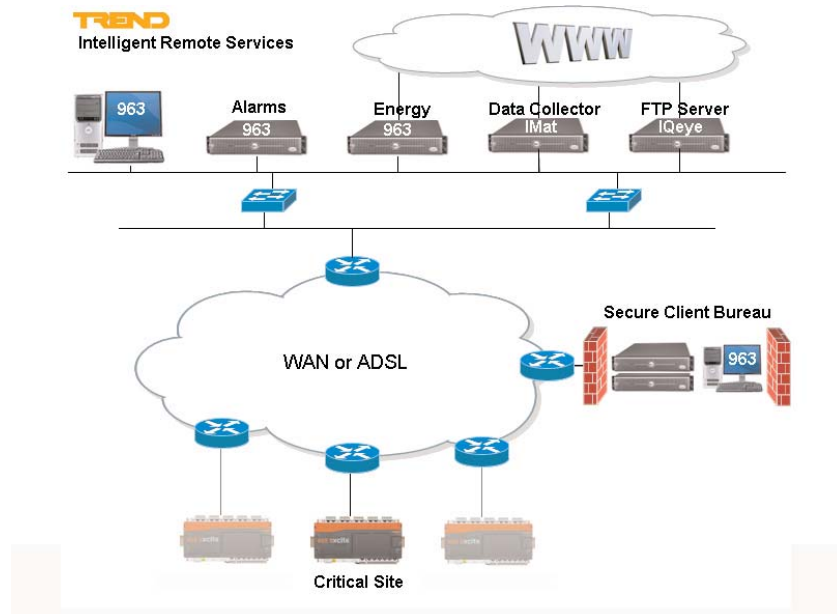 TREND
Intelligent Remote Services
WWW
963
Alarms
963
Energy
963
Data Collector
IMat
FTP Server
IQeye
Secure Client Bureau
963
WAN or ADSL
Critical Site